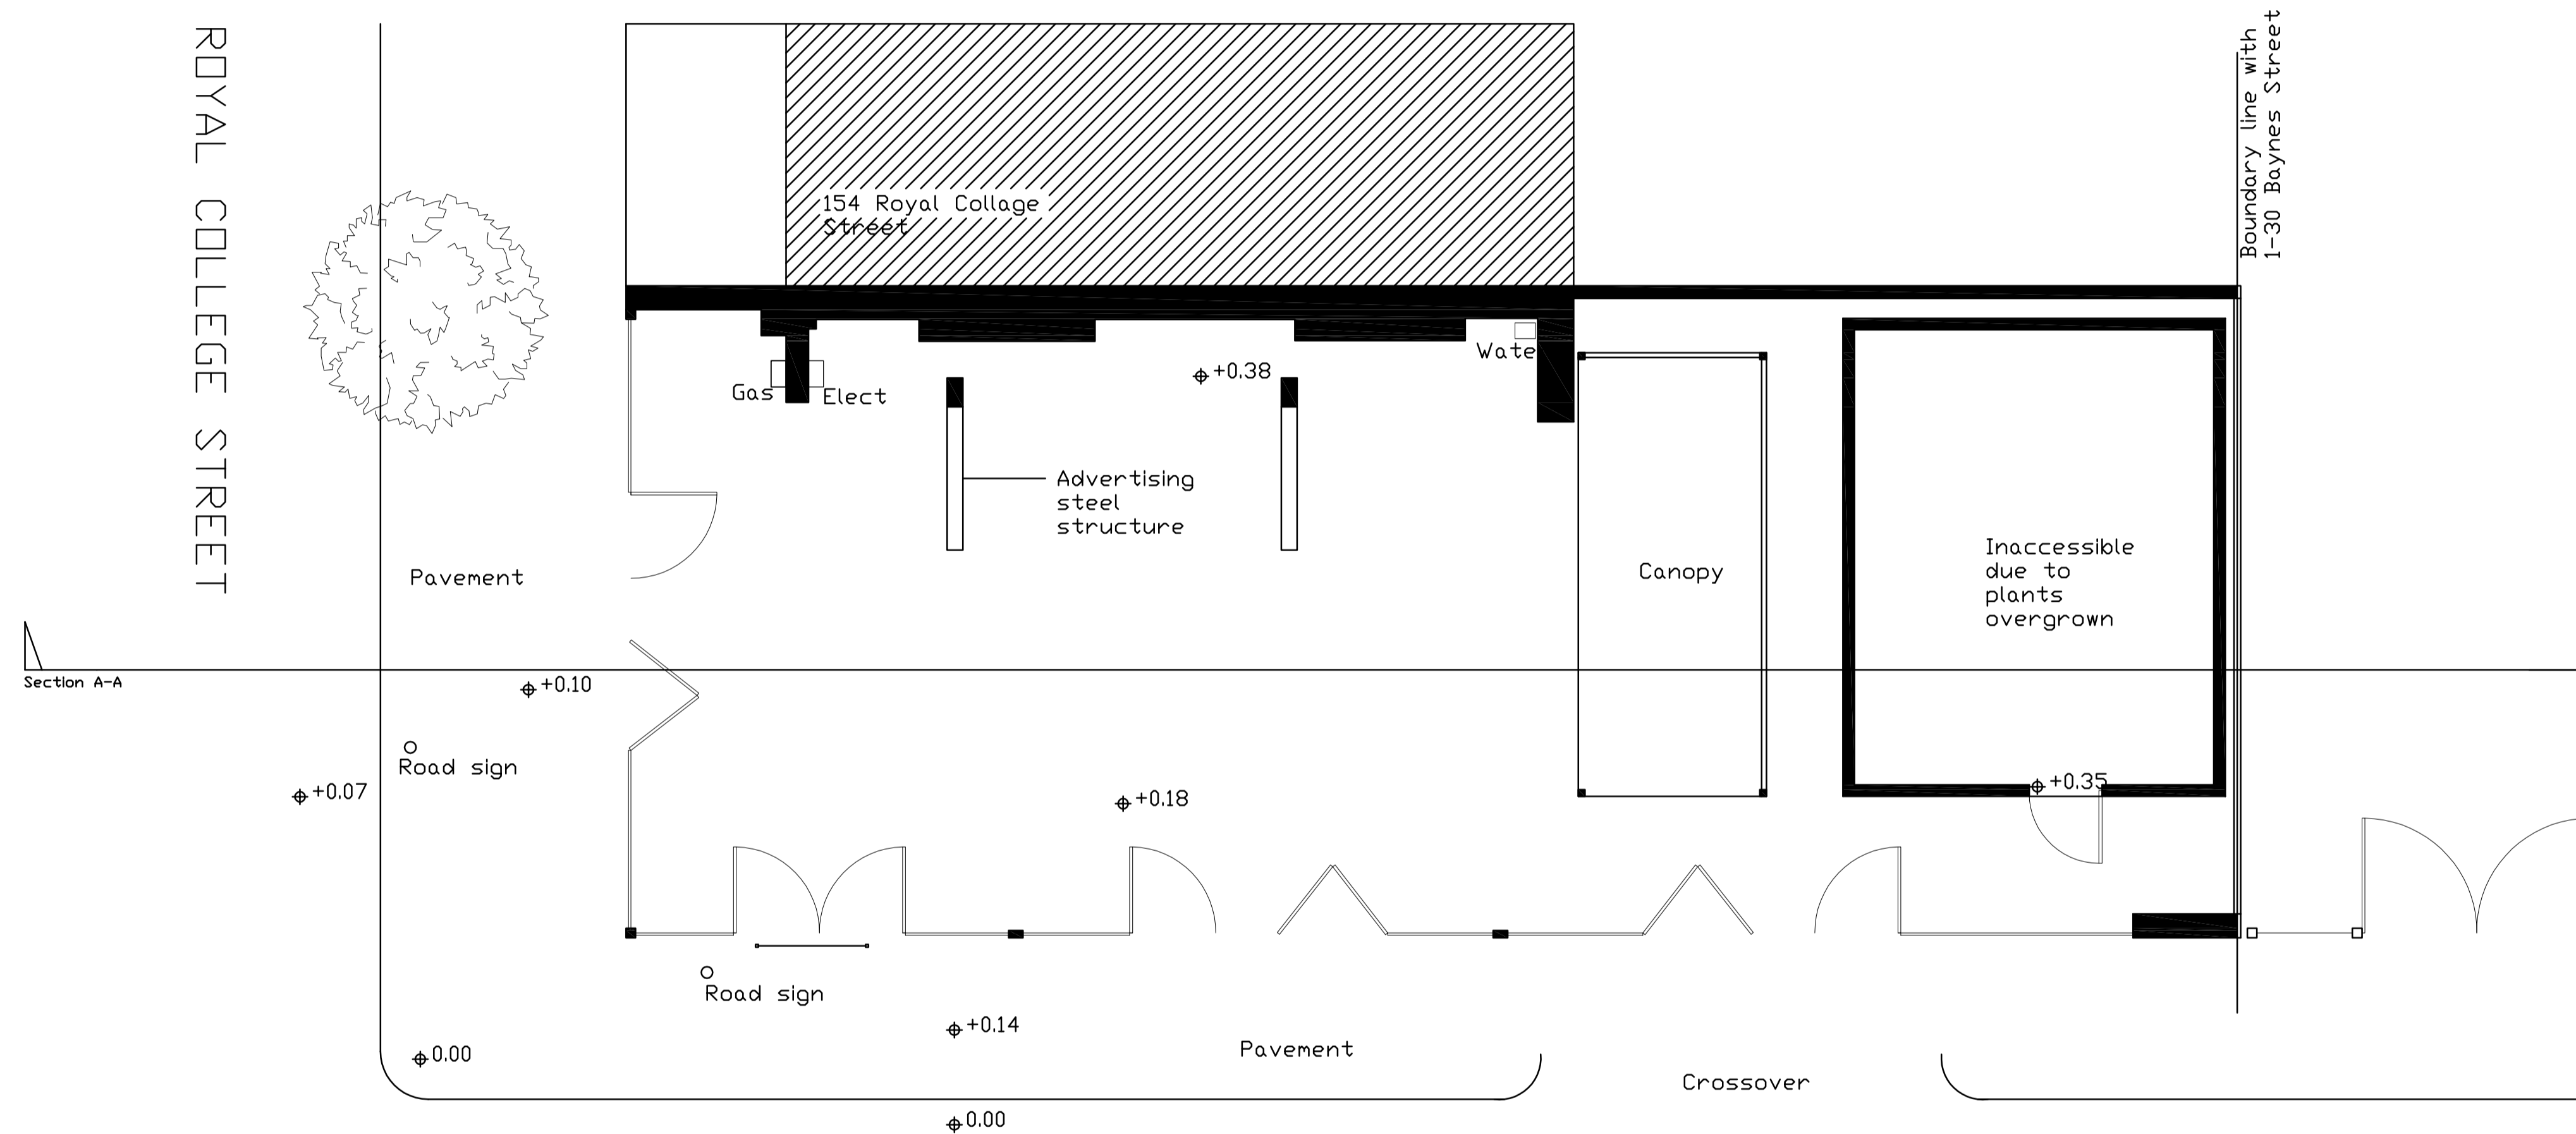 ROYAL COLLEGE STREET
Boundary line with
1-30 Baynes Street
154 Royal Collage
Street
Wate
+0.38
Gas
Elect
Advertising
steel
structure
Inaccessible
due to
plants
overgrown
Canopy
Pavement
Section A-A
+0.10
Road sign
+0.07
+0.18
+0.35
Road sign
+0.14
0.00
Pavement
Crossover
0.00